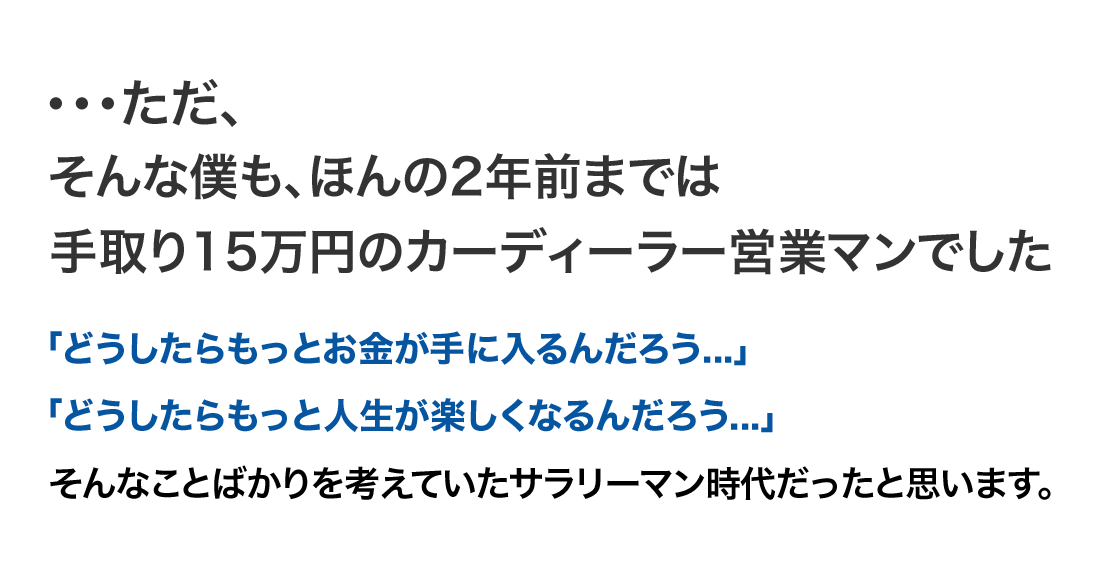 ・・・ただ、
そんな僕も、ほんの2年前までは
手取り15万円のカーディーラー営業マンでした
「どうしたらもっとお金が手に入るんだろう...」
「どうしたらもっと人生が楽しくなるんだろう...」
そんなことばかりを考えていたサラリーマン時代だったと思います。